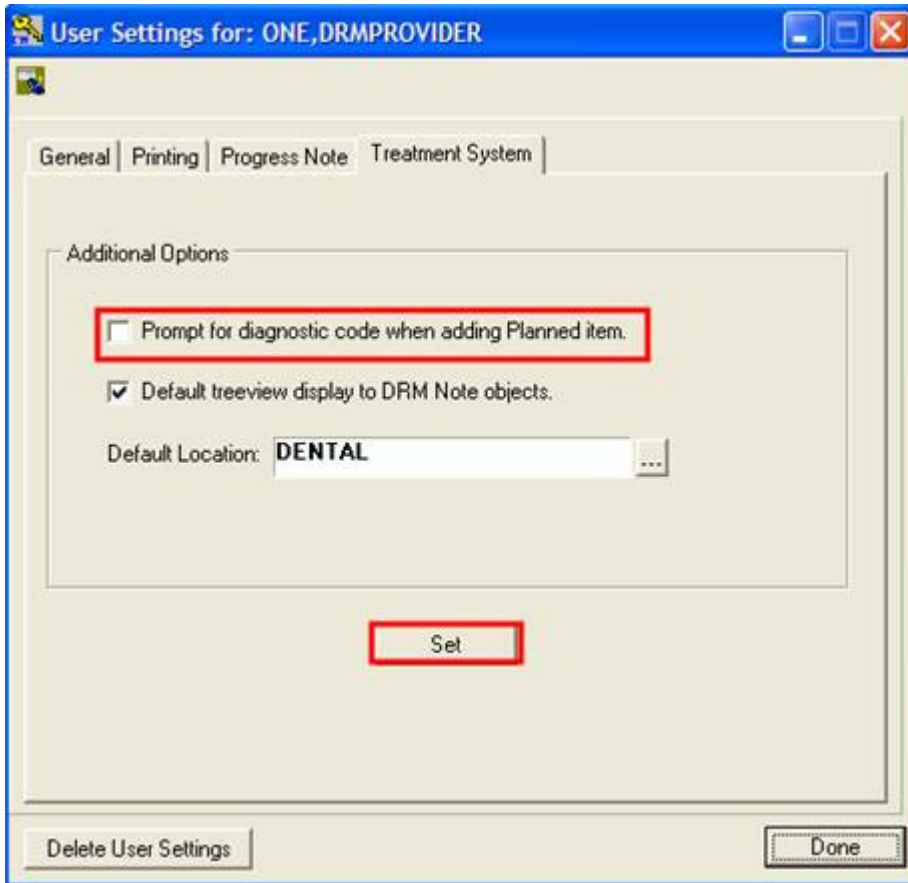 User Settings for: ONE,DRMPROVIDER
General Printing Progress Note Treatment System
Additional Options
Prompt for diagnostic code when adding Planned item.
Default treeview display to DRM Note objects.
Default Location: DENTAL ...
Set
Delete User Settings Done